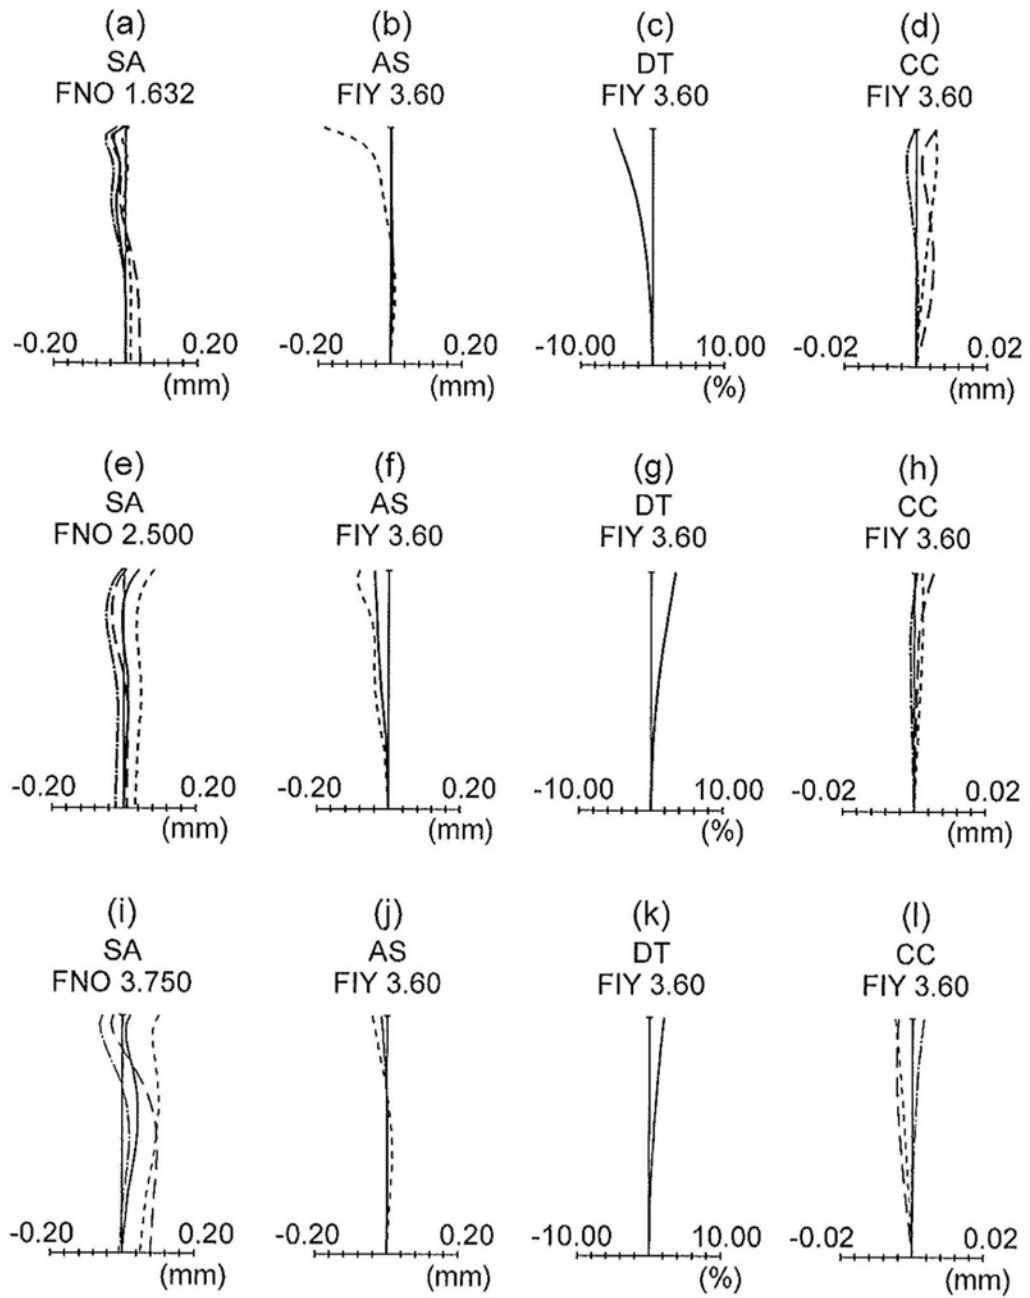 (a) (b) (c) (d)
SA AS DT CC
FNO 1.632 FIY 3.60 FIY 3.60 FIY 3.60
-0.20 0.20 -0.20 0.20 -10.00 10.00 -0.02 0.02
(mm) (mm) (%) (mm)
(e) (f) (g) (h)
SA AS DT CC
FNO 2.500 FIY 3.60 FIY 3.60 FIY 3.60
-0.20 0.20 -0.20 0.20 -10.00 10.00 -0.02 0.02
(mm) (mm) (%) (mm)
(i) (j) (k) (l)
SA AS DT CC
FNO 3.750 FIY 3.60 FIY 3.60 FIY 3.60
-0.20 0.20 -0.20 0.20 -10.00 10.00 -0.02 0.02
(mm) (mm) (%) (mm)